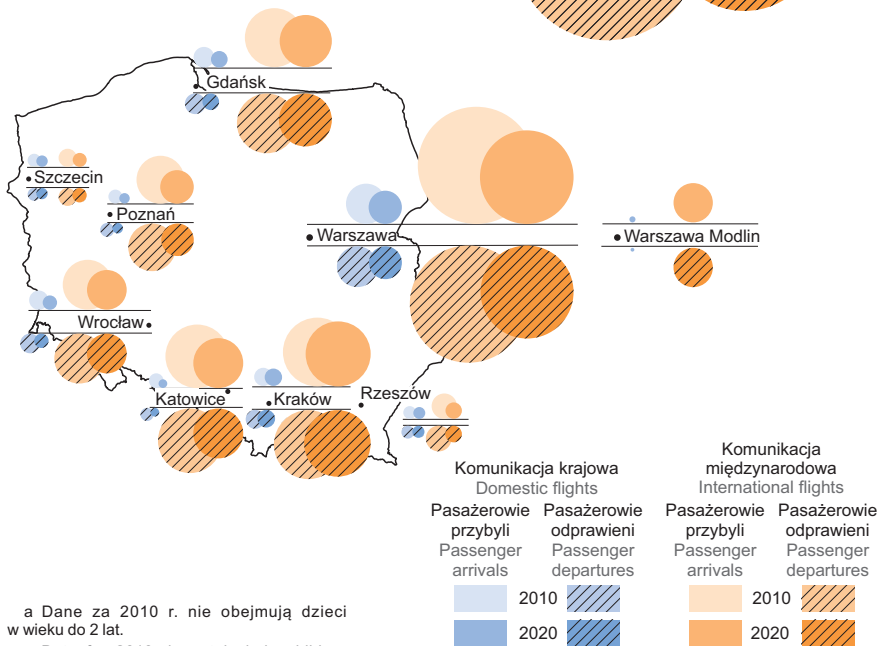 Gdańsk
Szczecin
Poznań
Warszawa
Warszawa Modlin
Wrocław
Katowice
Kraków
Rzeszów
Komunikacja krajowa
Domestic flights
Pasażerowie przybyli
Passenger arrivals
Pasażerowie odprawieni
Passenger departures
2010
2020
Komunikacja międzynarodowa
International flights
Pasażerowie przybyli
Passenger arrivals
Pasażerowie odprawieni
Passenger departures
2010
2020
a Dane za 2010 r. nie obejmują dzieci
w wieku do 2 lat.